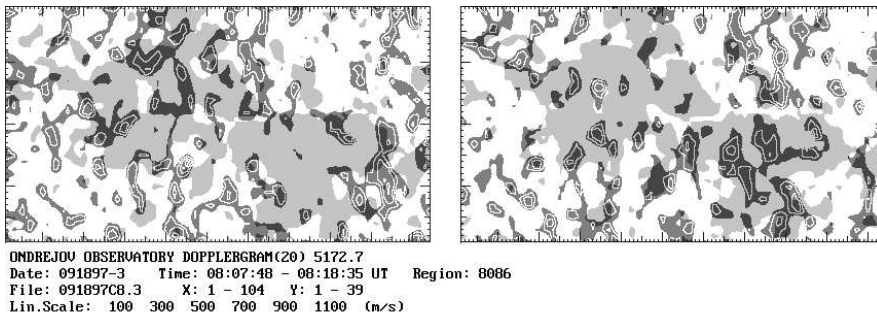 ONDREJOV OBSERVATORY DOPPLERGRAM(20) 5172.7
Date: 091897-3 Time: 08:07:48 - 08:18:35 UT Region: 8086
File: 091897C8.3 X: 1 - 104 Y: 1 - 39
Lin.Scale: 100 300 500 700 900 1100 (m/s)